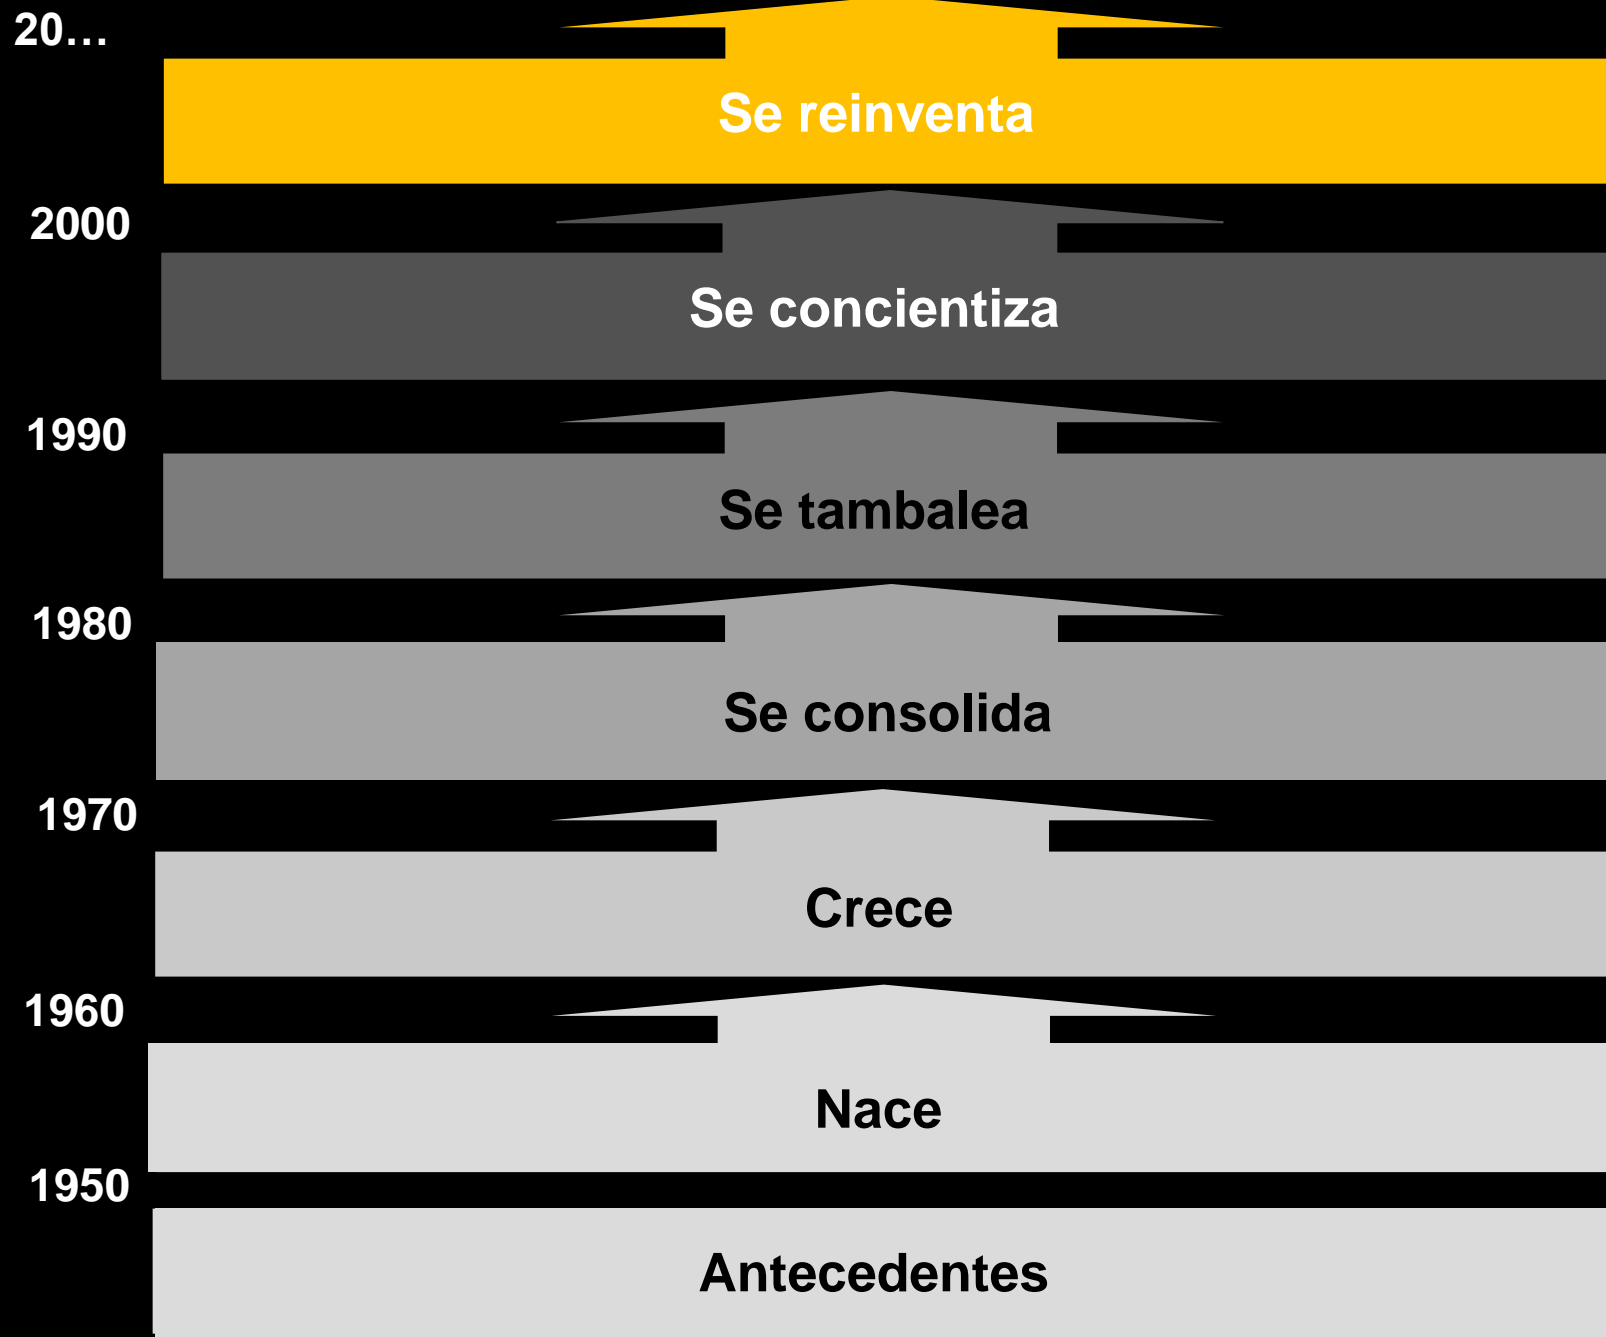 20...
Se reinventa
2000
Se concientiza
1990
Se tambalea
1980
Se consolida
1970
Crece
1960
Nace
1950
Antecedentes